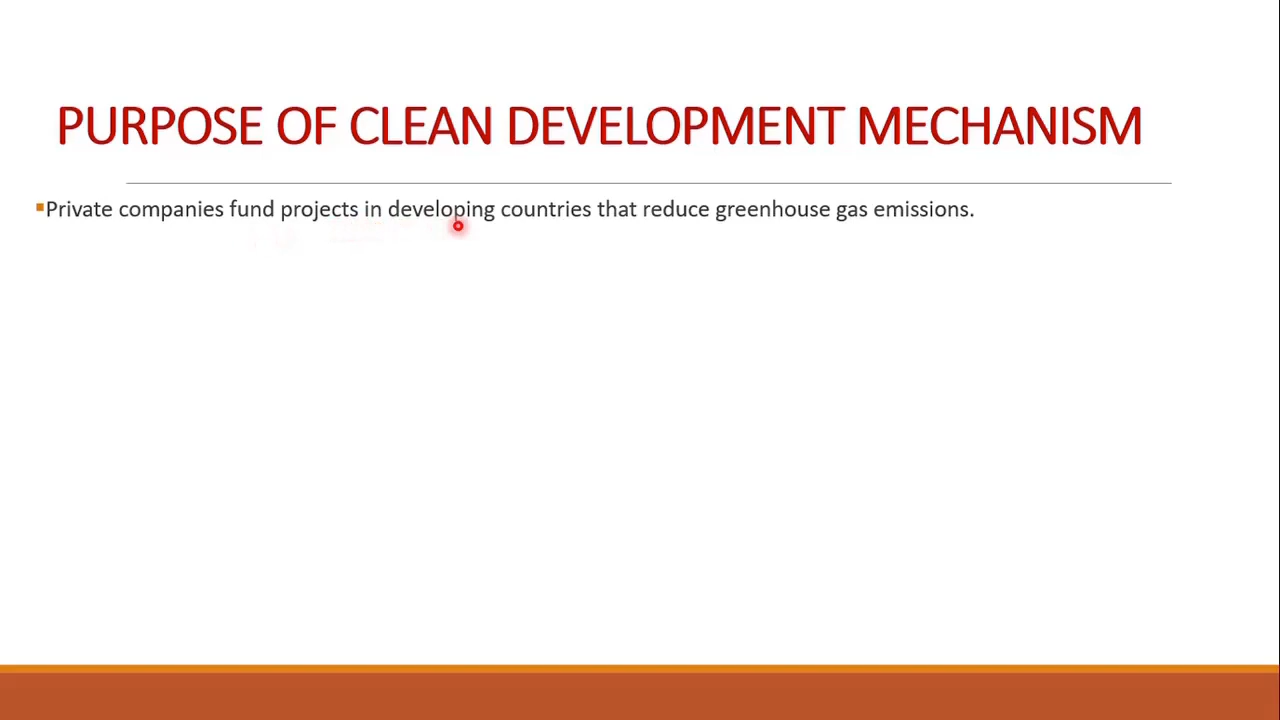 PURPOSE OF CLEAN DEVELOPMENT MECHANISM
▪Private companies fund projects in developing countries that reduce greenhouse gas emissions.